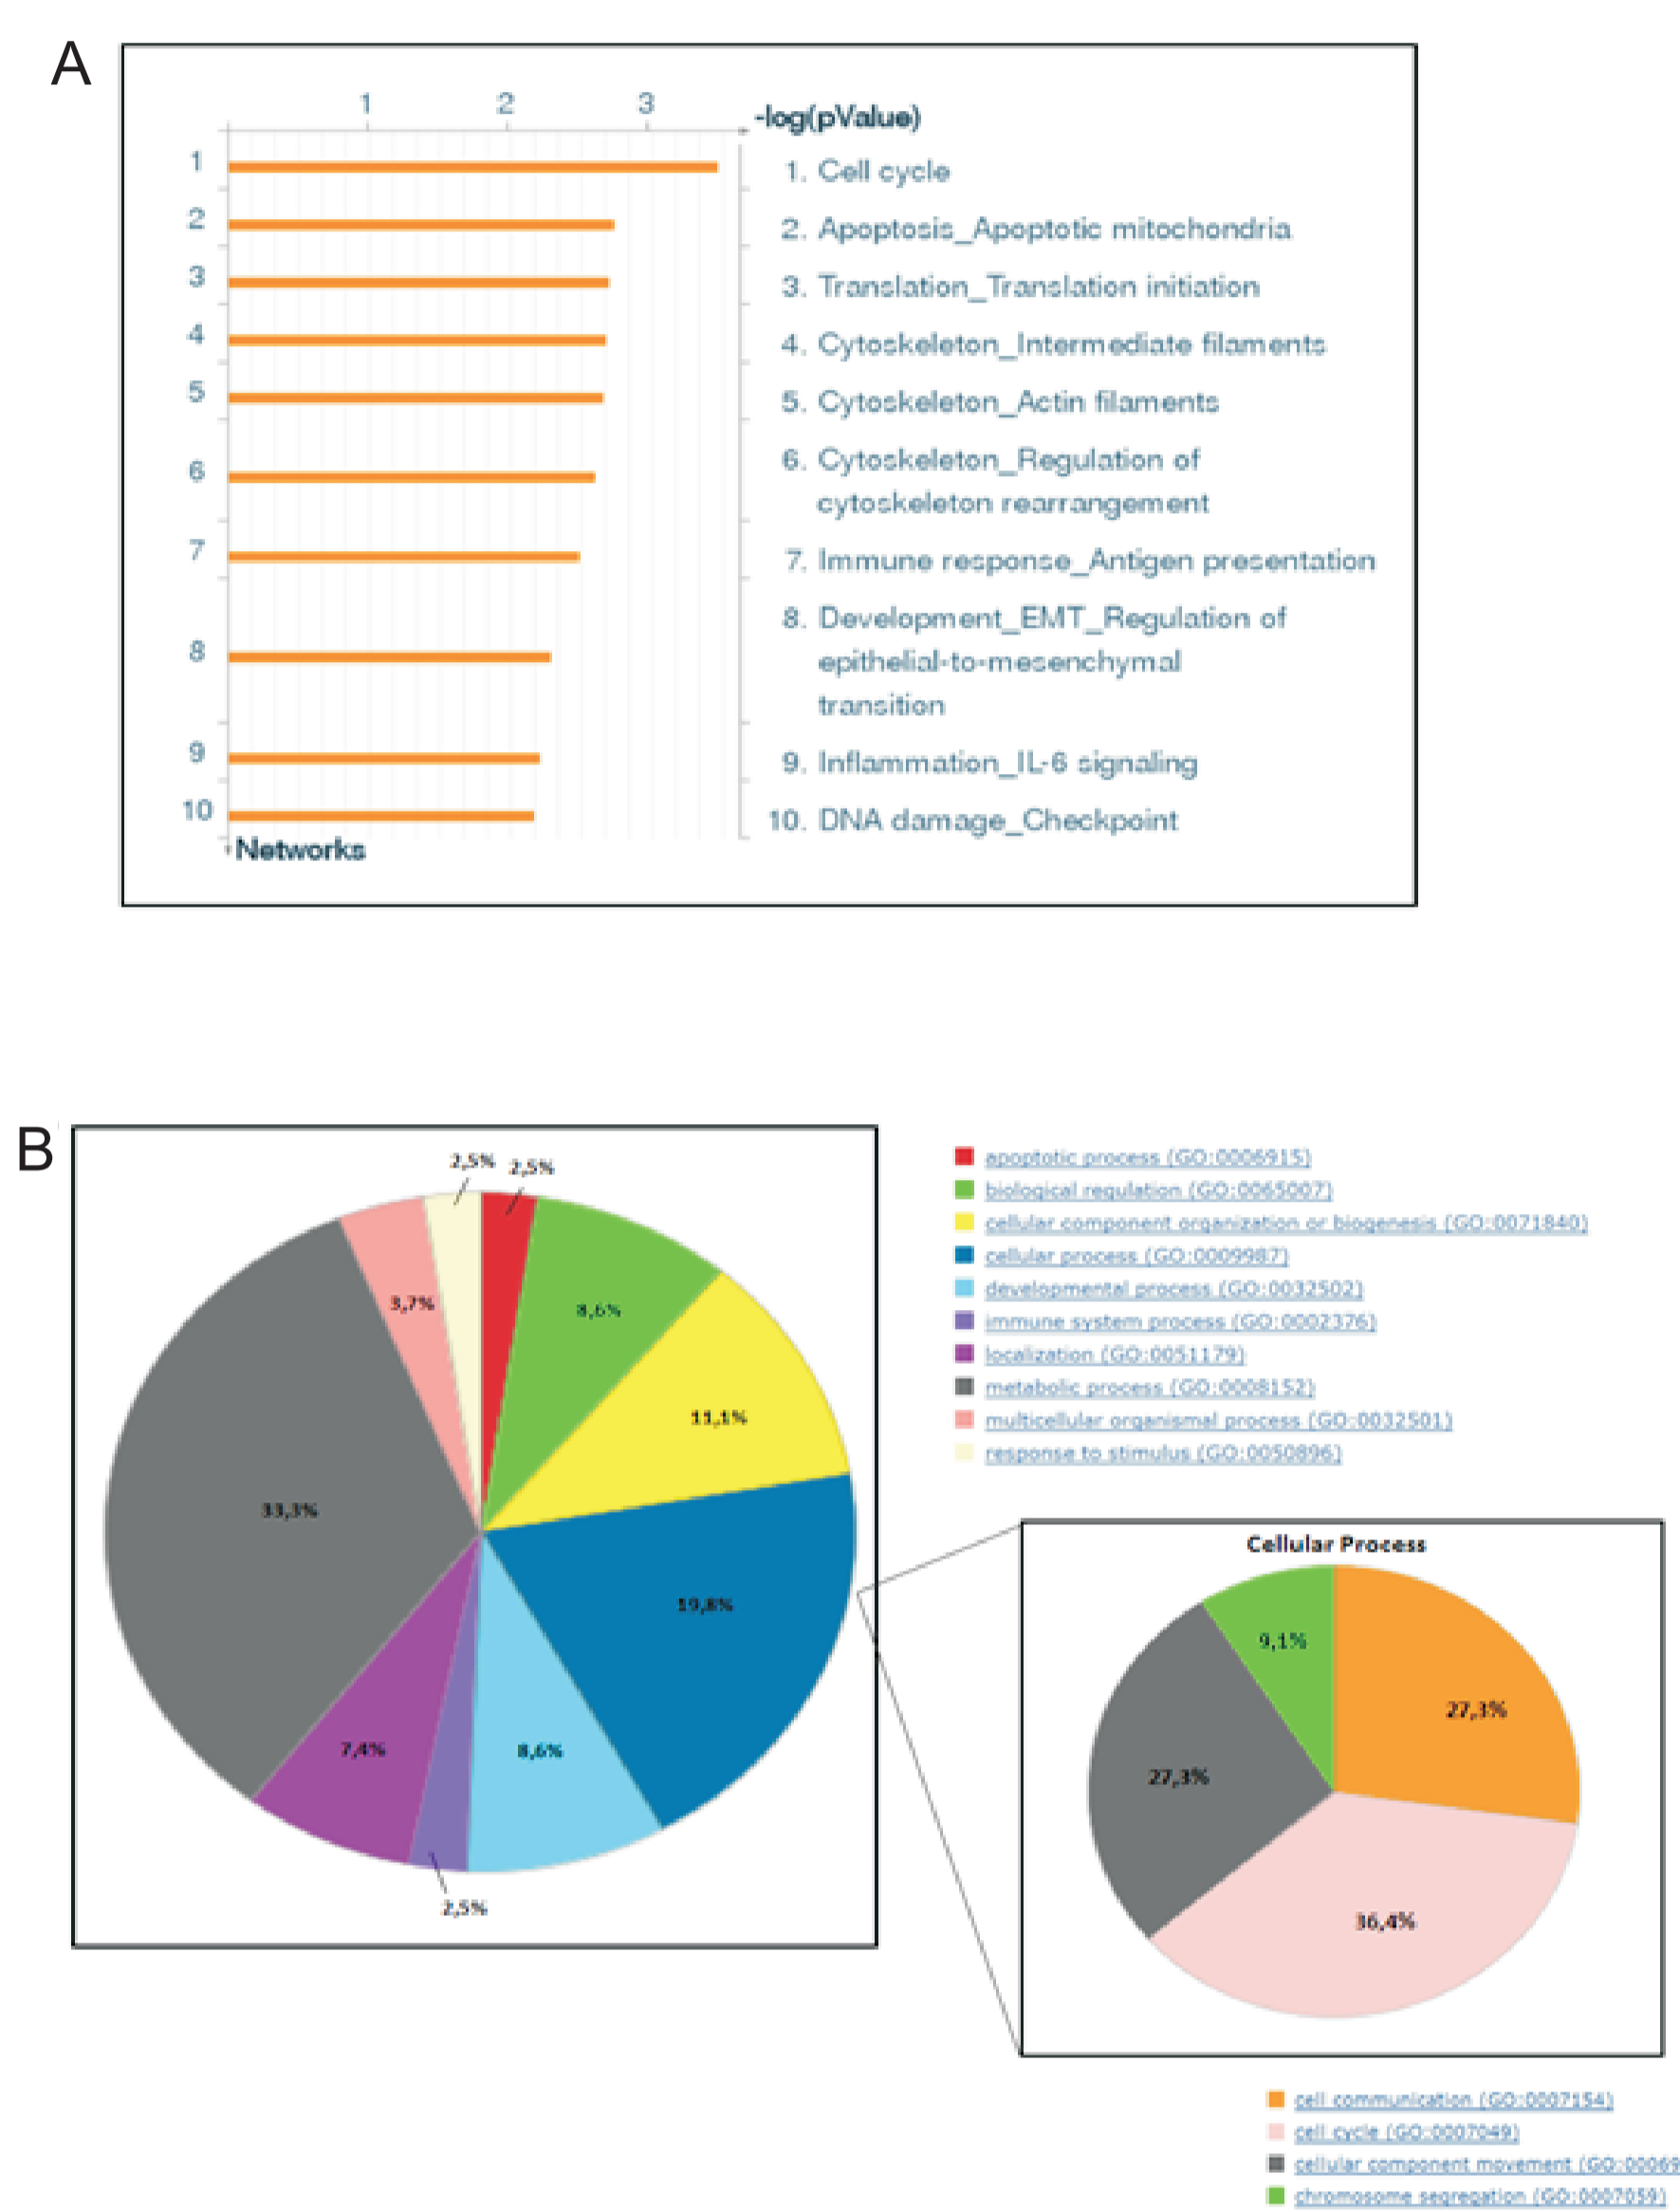 A
1 2 3
-log(pValue)
1
2
3
4
5
6
7
8
9
10
Networks
1. Cell cycle
2. Apoptosis_Apoptotic mitochondria
3. Translation_Translation initiation
4. Cytoskeleton_Intermediate filaments
5. Cytoskeleton_Actin filaments
6. Cytoskeleton_Regulation of
cytoskeleton rearrangement
7. Immune response_Antigen presentation
8. Development_EMT_Regulation of
epithelial-to-mesenchymal
transition
9. Inflammation_IL-6 signaling
10. DNA damage_Checkpoint
B
2,5% 2,5%
3,7%
8,6%
11,1%
33,3%
19,8%
7,4%
8,6%
2,5%
apoptotic process (GO:0006915)
biological regulation (GO:0065007)
cellular component organization or biogenesis (GO:0071840)
cellular process (GO:0009987)
developmental process (GO:0032502)
immune system process (GO:0002376)
localization (GO:0051179)
metabolic process (GO:0008152)
multicellular organismal process (GO:0032501)
response to stimulus (GO:0050896)
Cellular Process
9,1%
27,3%
27,3%
36,4%
cell communication (GO:0007154)
cell cycle (GO:0007049)
cellular component movement (GO:00069
chromosome segregation (GO:0007059)